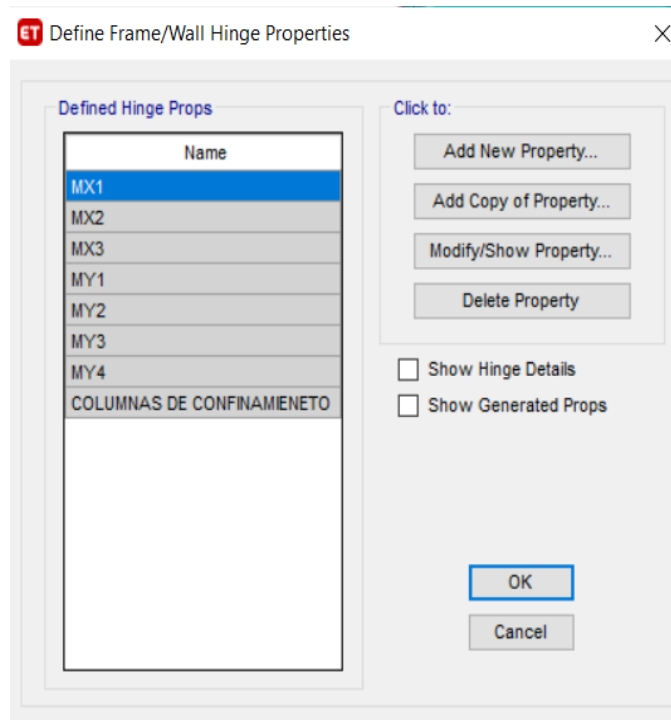 ET Define Frame/Wall Hinge Properties
Defined Hinge Props
Name
MX1
MX2
MX3
MY1
MY2
MY3
MY4
COLUMNAS DE CONFINAMIENETO
Click to:
Add New Property...
Add Copy of Property...
Modify/Show Property...
Delete Property
Show Hinge Details
Show Generated Props
OK
Cancel